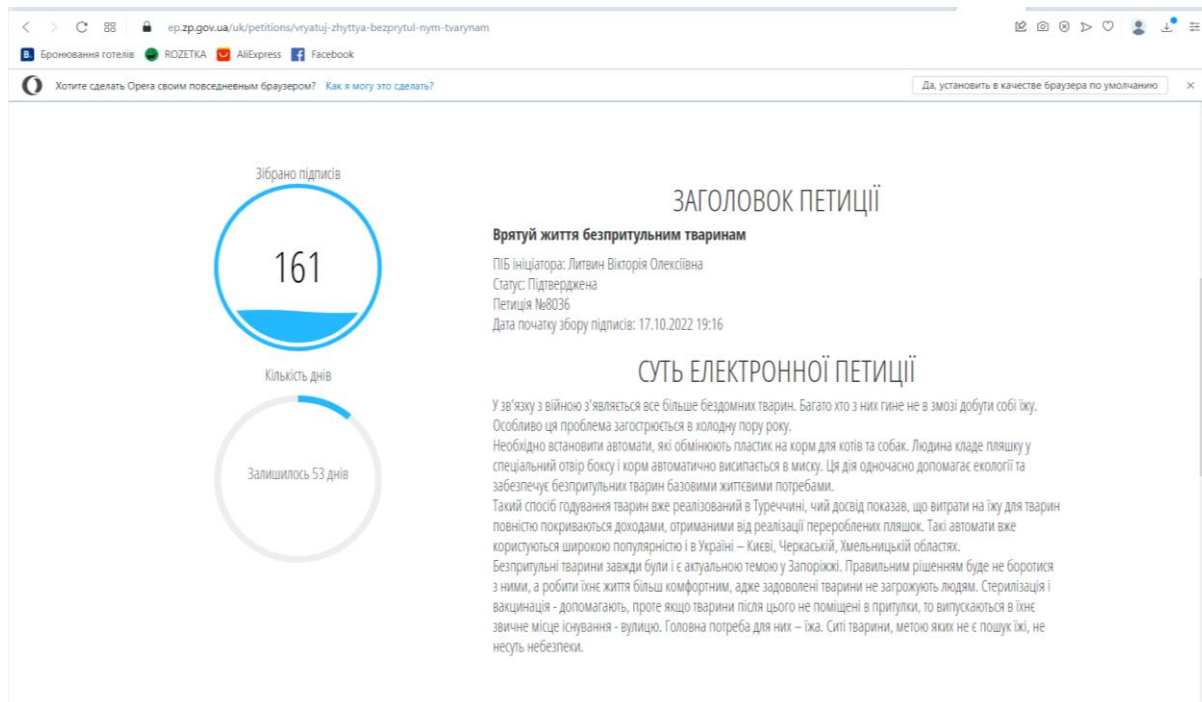 ep.zp.gov.ua/uk/petitions/vryatuj-zhyttya-bezprytul-nym-tvarynam
B. Бронювання готелів ROZETKA AliExpress Facebook
Хотите сделать Opera своим повседневным браузером? Как я могу это сделать? Да, установить в качестве браузера по умолчанию
Зібрано підписів
161
Кількість днів
Залишилось 53 днів
ЗАГОЛОВОК ПЕТИЦІЇ
Врятуй життя безпритульним тваринам
ПІБ ініціатора: Литвин Вікторія Олексіївна
Статус: Підтверджена
Петиція №8036
Дата початку збору підписів: 17.10.2022 19:16
СУТЬ ЕЛЕКТРОННОЇ ПЕТИЦІЇ
У зв'язку з війною з'являється все більше бездомних тварин. Багато хто з них гине не в змозі добути собі їжу.
Особливо ця проблема загострюється в холодну пору року.
Необхідно встановити автомати, які обмінюють пластик на корм для котів та собак. Людина кладе пляшку у
спеціальний отвір боксу і корм автоматично висипається в миску. Ця дія одночасно допомагає екології та
забезпечує безпритульних тварин базовими життєвими потребами.
Такий спосіб годування тварин вже реалізований в Туреччині, чий досвід показав, що витрати на їжу для тварин
повністю покриваються доходами, отриманими від реалізації перероблених пляшок. Такі автомати вже
користуються широкою популярністю і в Україні – Києві, Черкаській, Хмельницькій областях.
Безпритульні тварини завжди були і є актуальною темою у Запоріжжі. Правильним рішенням буде не боротися
з ними, а робити їхнє життя більш комфортним, адже задоволені тварини не загрожують людям. Стерилізація і
вакцинація - допомагають, проте якщо тварини після цього не поміщені в притулки, то випускаються в їхнє
звичне місце існування - вулицю. Головна потреба для них – їжа. Ситі тварини, метою яких не є пошук їжі, не
несуть небезпеки.